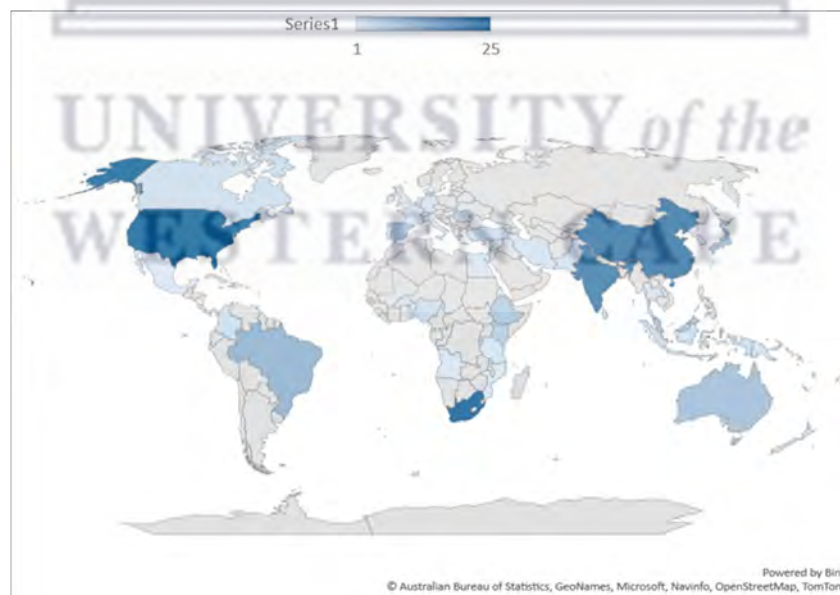 Series1
1 25
UNIVERSITY of the
WESTERN CAPE
Powered by Bin
© Australian Bureau of Statistics, GeoNames, Microsoft, Navinfo, OpenStreetMap, TomTom